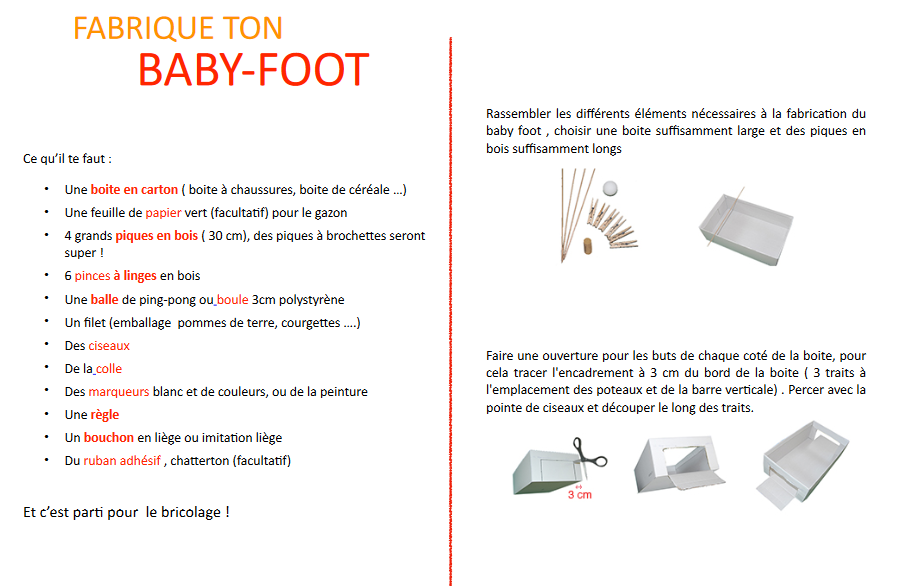 FABRIQUE TON
BABY-FOOT
Ce qu'il te faut :
• Une boite en carton ( boite à chaussures, boite de céréale ...)
• Une feuille de papier vert (facultatif) pour le gazon
• 4 grands piques en bois ( 30 cm), des piques à brochettes seront
super !
• 6 pinces à linges en bois
• Une balle de ping-pong ou boule 3cm polystyrène
• Un filet (emballage pommes de terre, courgettes ....)
• Des ciseaux
• De la colle
• Des marqueurs blanc et de couleurs, ou de la peinture
• Une règle
• Un bouchon en liège ou imitation liège
• Du ruban adhésif , chatterton (facultatif)
Et c'est parti pour le bricolage !
Rassembler les différents éléments nécessaires à la fabrication du
baby foot , choisir une boite suffisamment large et des piques en
bois suffisamment longs
Faire une ouverture pour les buts de chaque coté de la boite, pour
cela tracer l'encadrement à 3 cm du bord de la boite ( 3 traits à
l'emplacement des poteaux et de la barre verticale) . Percer avec la
pointe de ciseaux et découper le long des traits.
3 cm